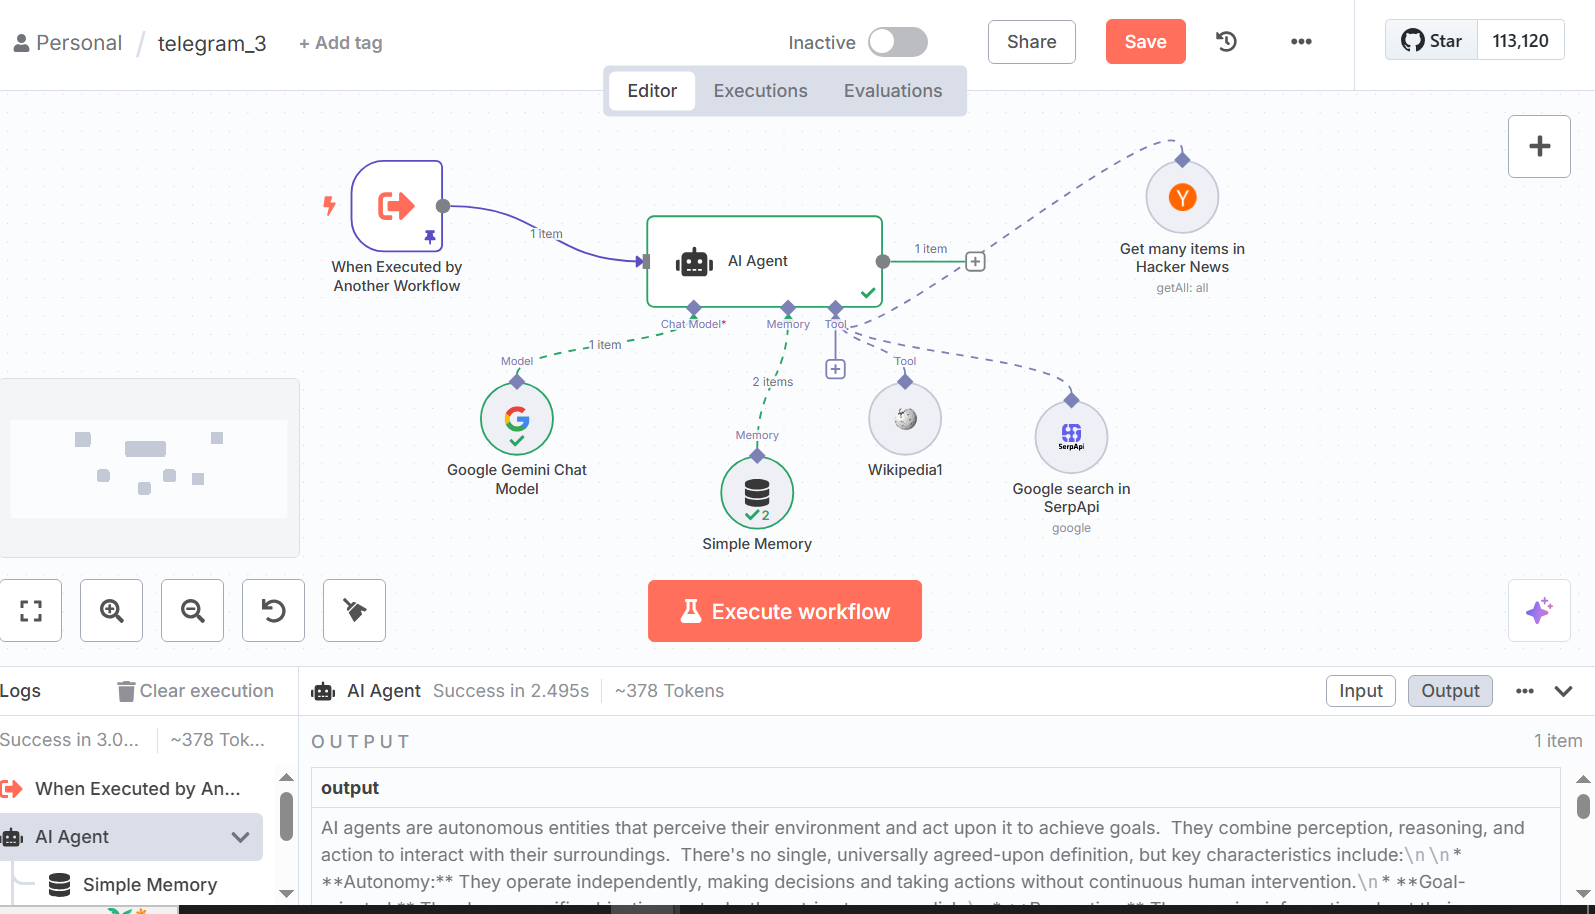 Personal / telegram_3 + Add tag
Inactive
Share
Save
Star
113,120
Editor
Executions
Evaluations
When Executed by
Another Workflow
1 item
AI Agent
1 item
Chat Model*
Memory
Tool
Y
Get many items in
Hacker News
getAll: all
Model
1 item
Google Gemini Chat
Model
2 items
Memory
2
Simple Memory
Tool
Wikipedia1
SerpApi
Google search in
SerpApi
google
Execute workflow
Logs
Clear execution
Success in 3.0...
~378 Tok...
When Executed by An...
AI Agent
Simple Memory
AI Agent Success in 2.495s ~378 Tokens
Input
Output
OUTPUT
1 item
output
AI agents are autonomous entities that perceive their environment and act upon it to achieve goals.  They combine perception, reasoning, and
action to interact with their surroundings.  There's no single, universally agreed-upon definition, but key characteristics include:\n\n*
**Autonomy:** They operate independently, making decisions and taking actions without continuous human intervention.\n* **Goal-